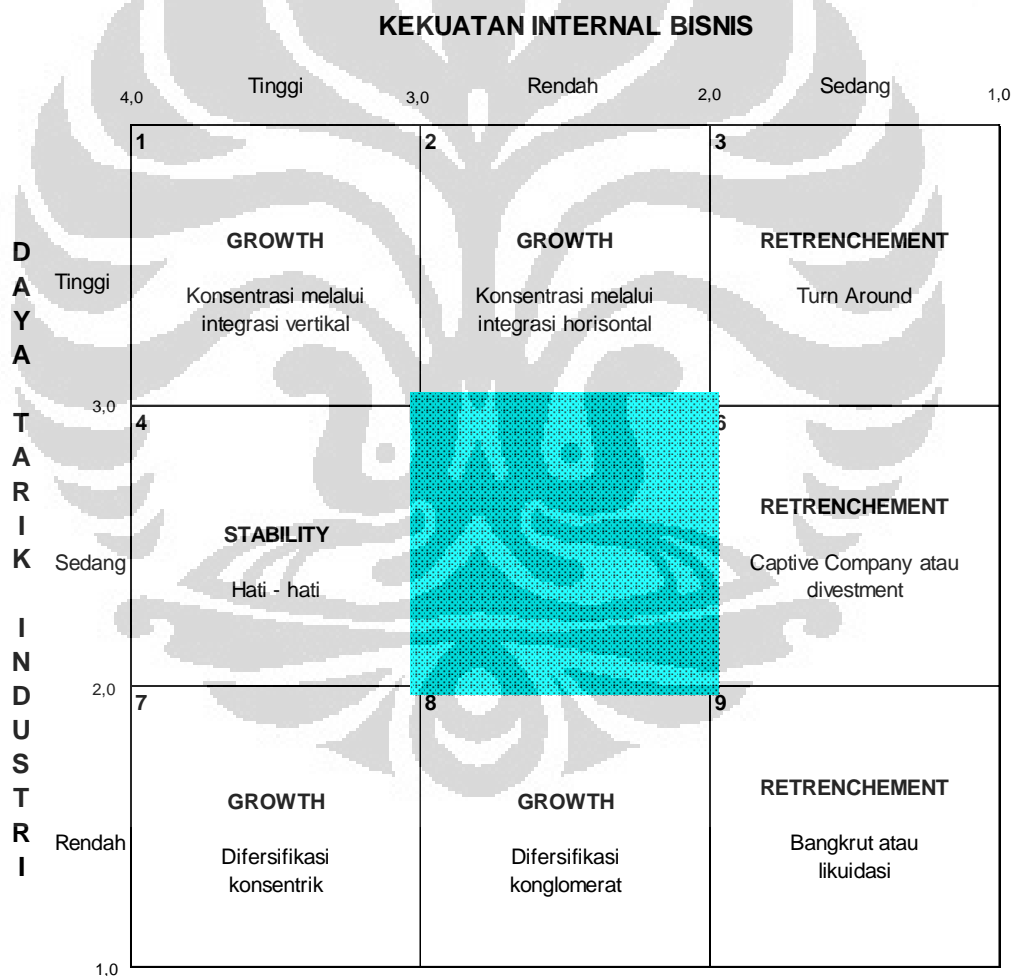 KEKUATAN INTERNAL BISNIS
Tinggi Rendah Sedang
4,0 3,0 2,0 1,0
1 2 3
GROWTH GROWTH RETRENCHEMENT
Konsentrasi melalui Konsentrasi melalui Turn Around
integrasi vertikal integrasi horisontal
DAYA TARIK INDUSTRI
Tinggi
3,0
4 6
STABILITY RETRENCHEMENT
Hati - hati Captive Company atau
divestment
Sedang
2,0
7 8 9
GROWTH GROWTH RETRENCHEMENT
Difersifikasi Difersifikasi Bangkrut atau
konsentrik konglomerat likuidasi
Rendah
1,0